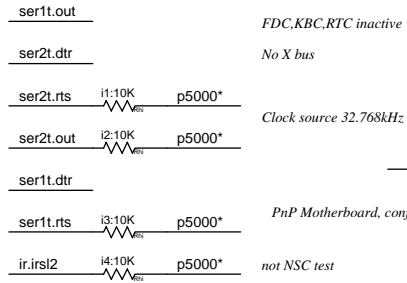 ser1t.out
FDC,KBC,RTC inactive
ser2t.dtr
No X bus
ser2t.rts i1:10K Rhi p5000*
Clock source 32.768kHz
ser2t.out i2:10K Rhi p5000*
ser1t.dtr
ser1t.rts i3:10K Rhi p5000*
PnP Motherboard, conf
ir.irsl2 i4:10K Rhi p5000*
not NSC test